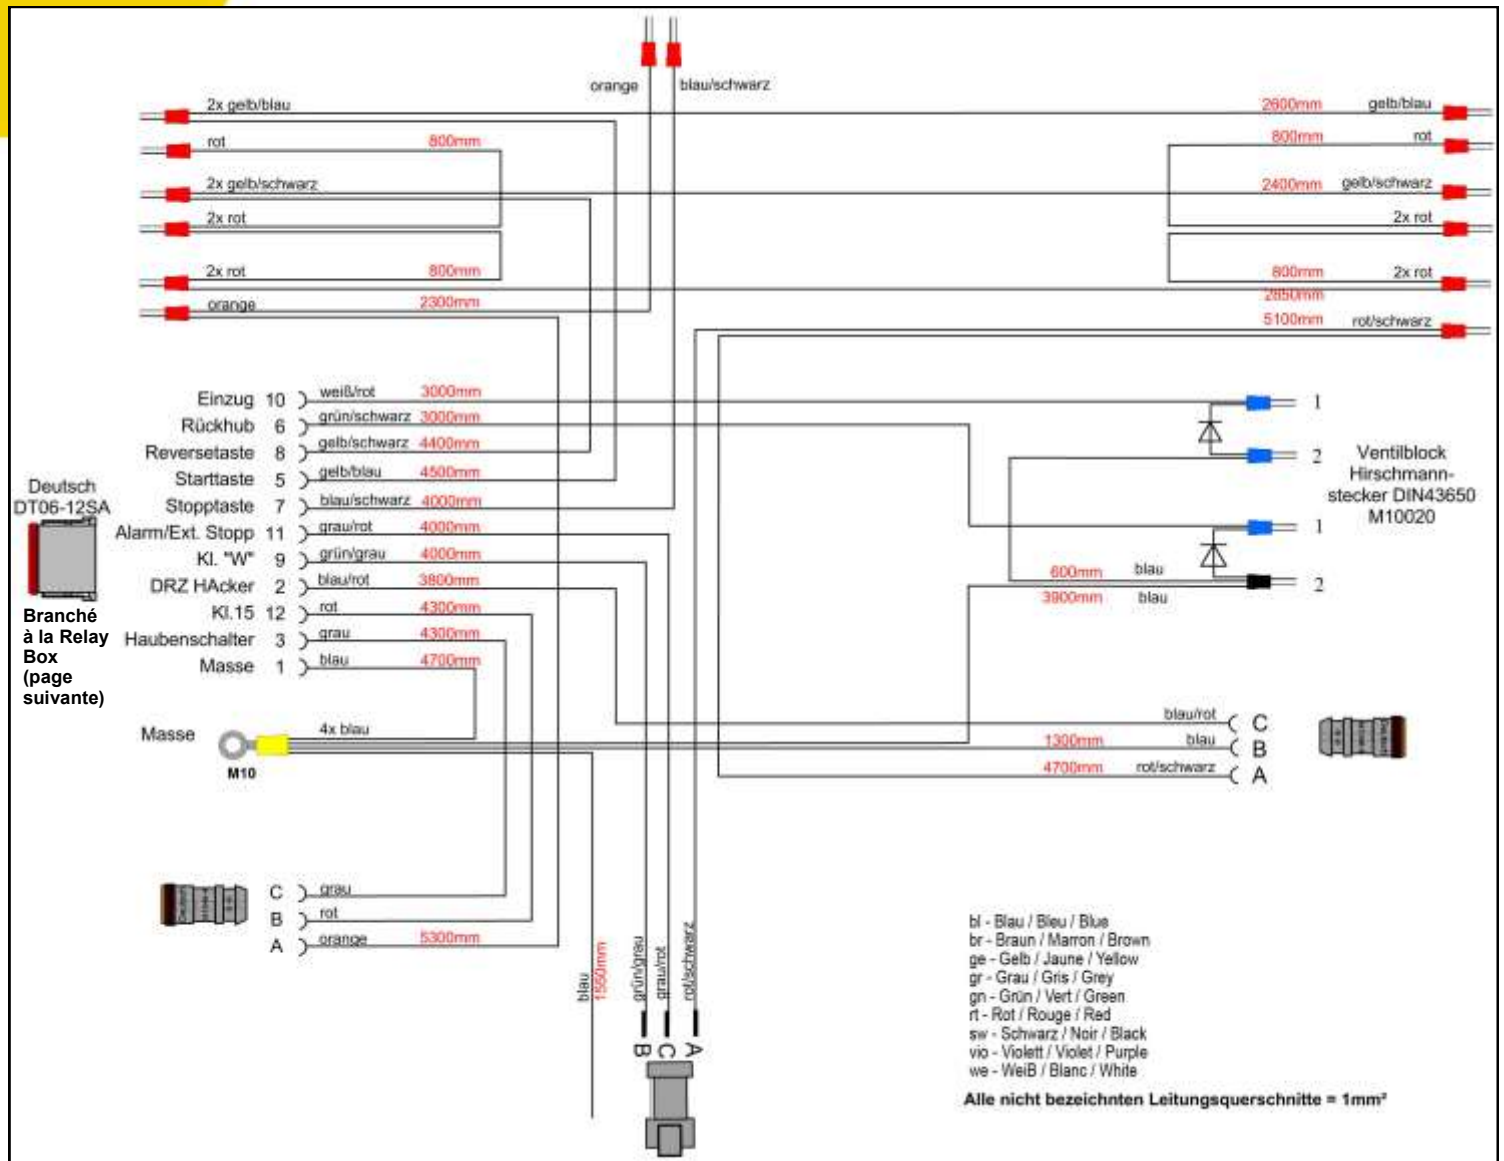 orange
blau/schwarz
2x gelb/blau
2600mm gelb/blau
rot 800mm
800mm rot
2x gelb/schwarz
2400mm gelb/schwarz
2x rot
2x rot
2x rot 800mm
800mm 2x rot
orange 2300mm
2850mm
5100mm rot/schwarz
Einzug 10 weiß/rot 3000mm
Rückhub 6 grün/schwarz 3000mm
Reversetaste 8 gelb/schwarz 4400mm
Starttaste 5 gelb/blau 4500mm
Stopptaste 7 blau/schwarz 4000mm
Alarm/Ext. Stopp 11 grau/rot 4000mm
Kl. "W" 9 grün/grau 4000mm
DRZ HAcker 2 blau/rot 3800mm
Kl.15 12 rot 4300mm
Haubenschalter 3 grau 4300mm
Masse 1 blau 4700mm
Deutsch
DT06-12SA
Branché
à la Relay
Box
(page
suivante)
1
2
1
2
Ventilblock
Hirschmann-
stecker DIN43650
M10020
600mm blau
3900mm blau
Masse
4x blau
M10
blau/rot C
1300mm blau B
4700mm rot/schwarz A
C grau
B rot
A orange 5300mm
blau
1550mm
grün/grau
grau/rot
rot/schwarz
B C A
bl - Blau / Bleu / Blue
br - Braun / Marron / Brown
ge - Gelb / Jaune / Yellow
gr - Grau / Gris / Grey
gn - Grün / Vert / Green
rt - Rot / Rouge / Red
sw - Schwarz / Noir / Black
vio - Violett / Violet / Purple
we - WeiB / Blanc / White
Alle nicht bezeichnten Leitungsquerschnitte = 1mm²